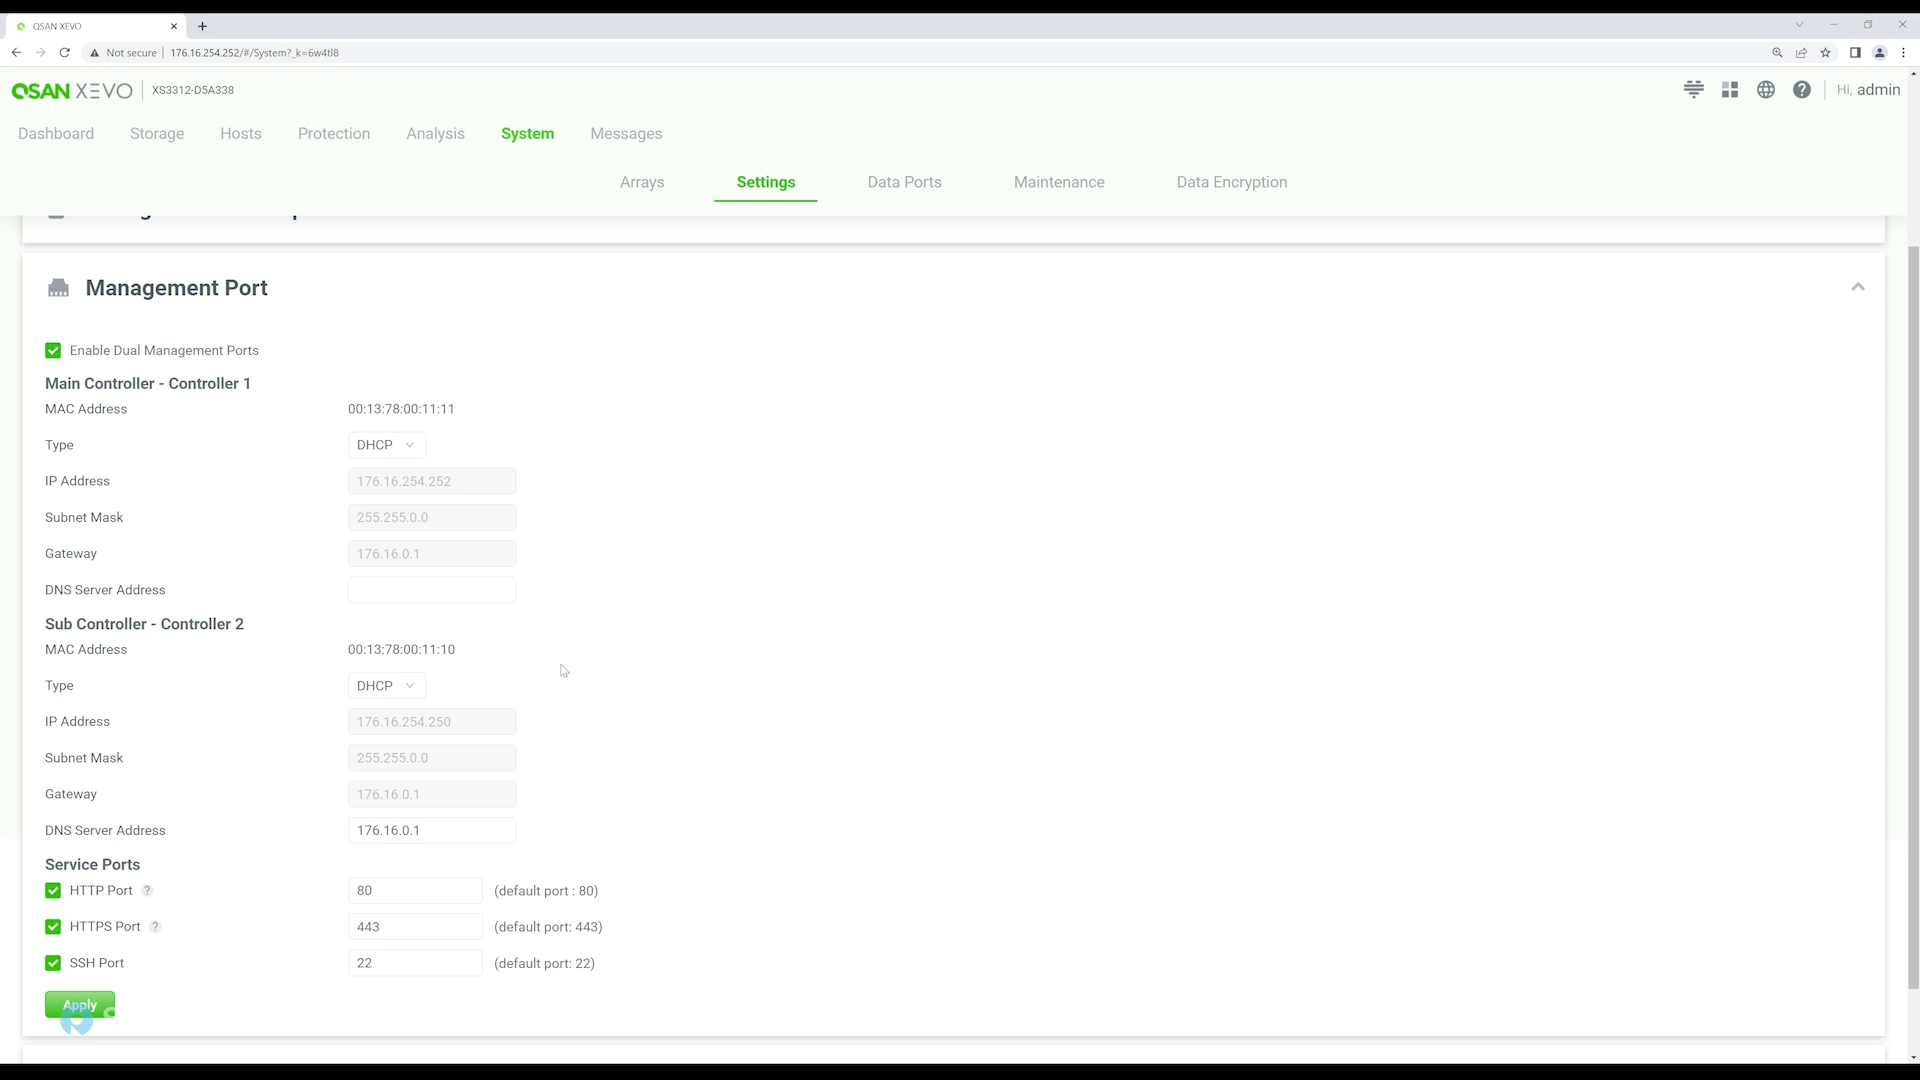 QSAN XEVO
Not secure
176.16.254.252/#/System?_k=6w4tl8
QSAN XEVO
XS3312-D5A338
Hi, admin
Dashboard
Storage
Hosts
Protection
Analysis
System
Messages
Arrays
Settings
Data Ports
Maintenance
Data Encryption
Management Port
Enable Dual Management Ports
Main Controller - Controller 1
MAC Address 00:13:78:00:11:11
Type DHCP
IP Address 176.16.254.252
Subnet Mask 255.255.0.0
Gateway 176.16.0.1
DNS Server Address
Sub Controller - Controller 2
MAC Address 00:13:78:00:11:10
Type DHCP
IP Address 176.16.254.250
Subnet Mask 255.255.0.0
Gateway 176.16.0.1
DNS Server Address 176.16.0.1
Service Ports
HTTP Port ? 80 (default port : 80)
HTTPS Port ? 443 (default port: 443)
SSH Port 22 (default port: 22)
Apply